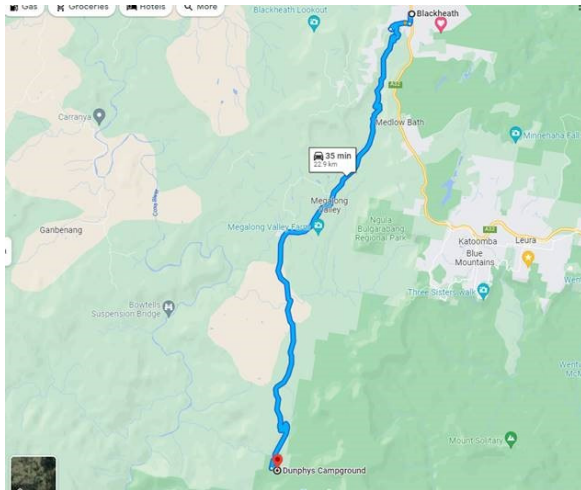 Gas
Groceries
Hotels
More
Blackheath Lookout
Blackheath
Carranya
A32
Medlow Bath
35 min
22.9 km
Megalong
Valley
Megalong Valley Farm
Ngula
Bulgarabang
Regional Park
Ganbenang
A32
Katoomba
Leura
Blue
Mountains
Three Sisters walk
Bowtells
Suspension Bridge
Mount Solitary
Dunphys Campground